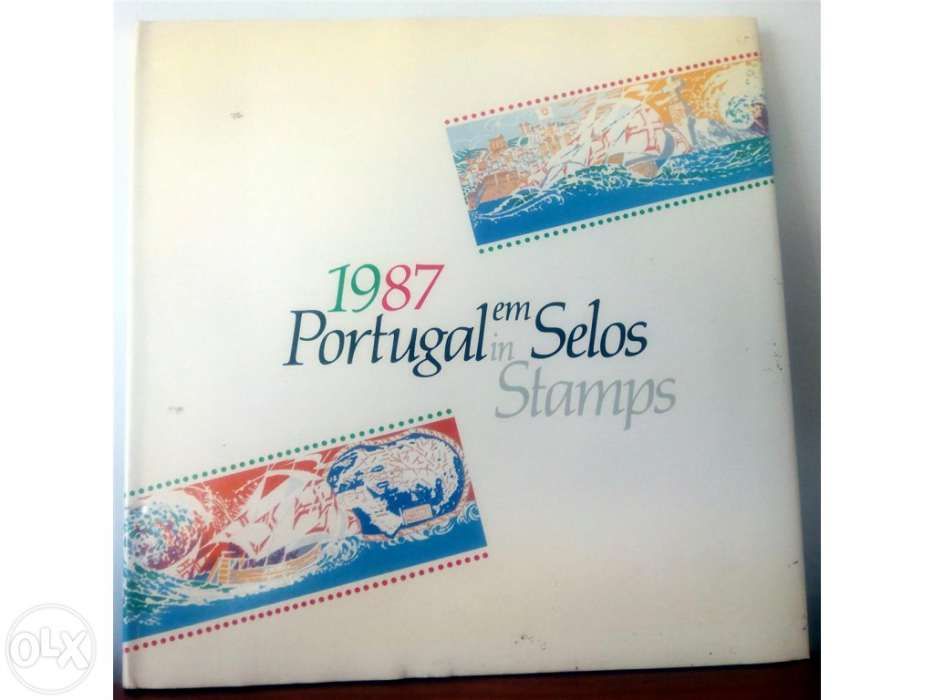 1987
Portugal em Selos
in
Stamps
OLX